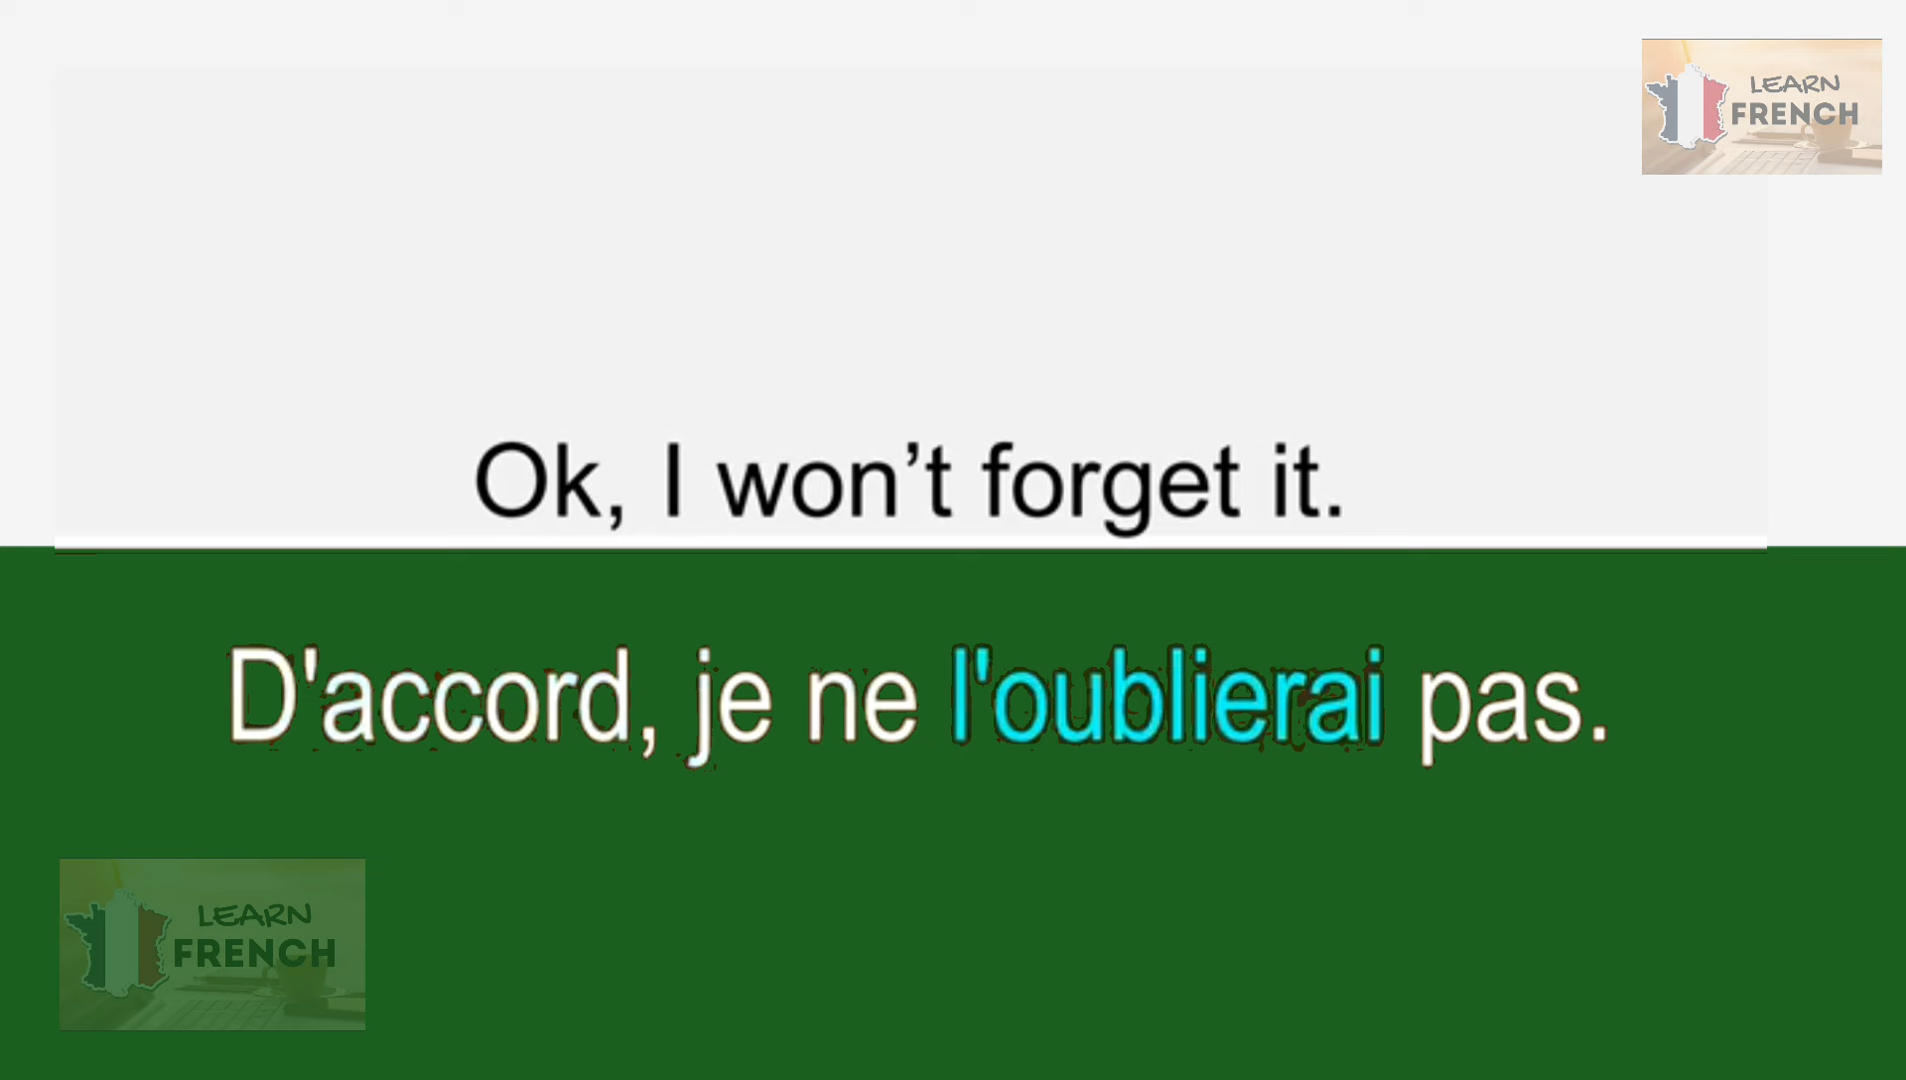 LEARN
FRENCH
Ok, I won’t forget it.
D'accord, je ne l'oublierai pas.
LEARN
FRENCH